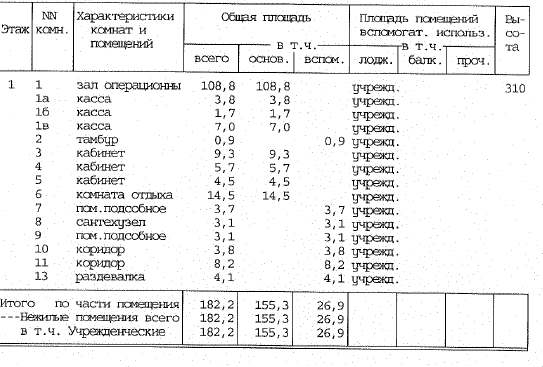 Этаж NN комн. Характеристики комнат и помещений Общая площадь Площадь помещений вспомогат. использ. Вы-со-та
в т.ч. в т.ч.
всего основ. вспом. лодж. балк. проч.
1 1 зал операционны 108,8 108,8 учрежд. 310
1а касса 3,8 3,8 учрежд.
1б касса 1,7 1,7 учрежд.
1в касса 7,0 7,0 учрежд.
2 тамбур 0,9 0,9 учрежд.
3 кабинет 9,3 9,3 учрежд.
4 кабинет 5,7 5,7 учрежд.
5 кабинет 4,5 4,5 учрежд.
6 комната отдыха 14,5 14,5 учрежд.
7 пом.подсобное 3,7 3,7 учрежд.
8 сантехузел 3,1 3,1 учрежд.
9 пом.подсобное 3,1 3,1 учрежд.
10 коридор 3,8 3,8 учрежд.
11 коридор 8,2 8,2 учрежд.
13 раздевалка 4,1 4,1 учрежд.
Итого по части помещения 182,2 155,3 26,9
---Нежилые помещения всего 182,2 155,3 26,9
в т.ч. Учрежденческие 182,2 155,3 26,9